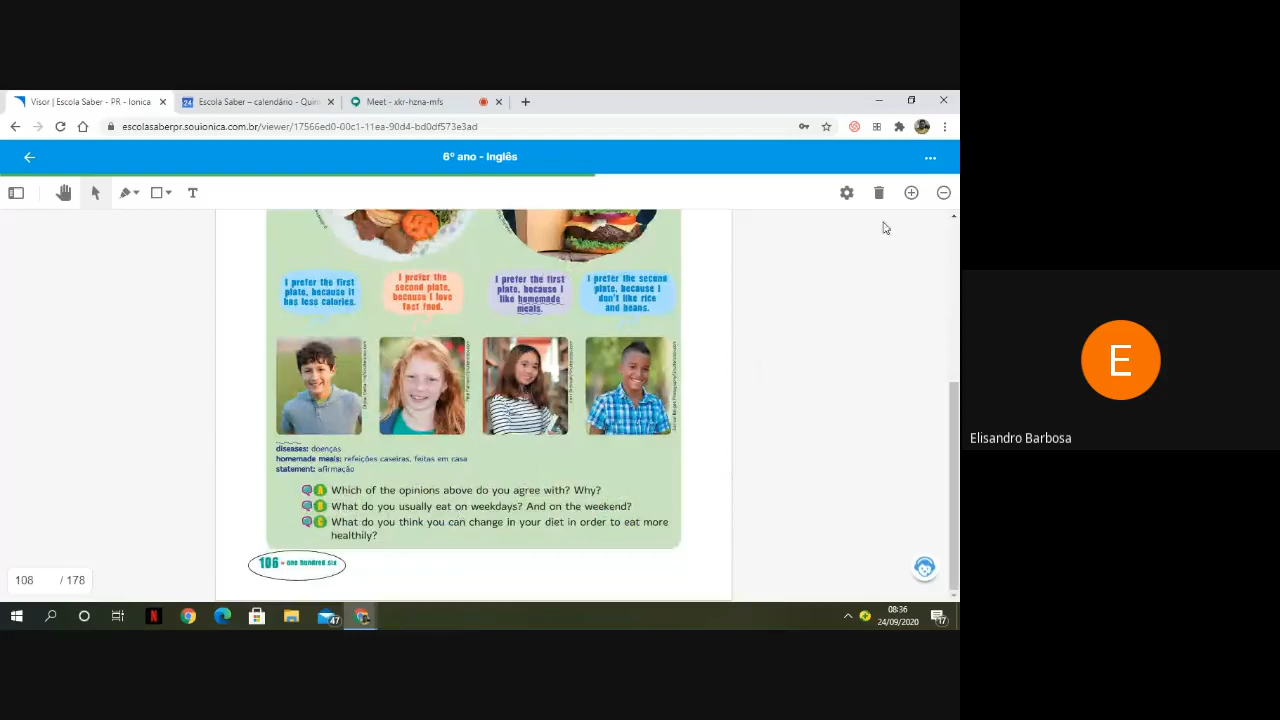 Visor | Escola Saber - PR - Ionica
Escola Saber – calendário - Quin
Meet - xkr-hzna-mfs
escolasaberpr.souionica.com.br/viewer/17566ed0-00c1-11ea-90d4-bd0df573e3ad
6º ano - Inglês
I prefer the first
plate, because it
has less calories.
I prefer the
second plate,
because I love
fast food.
I prefer the first
plate, because I
like homemade
meals.
I prefer the second
plate, because I
don't like rice
and beans.
diseases: doenças
homemade meals: refeições caseiras, feitas em casa
statement: afirmação
A Which of the opinions above do you agree with? Why?
B What do you usually eat on weekdays? And on the weekend?
C What do you think you can change in your diet in order to eat more
healthily?
106 - one hundred six
108 / 178
E
Elisandro Barbosa
47
08:36
24/09/2020
17